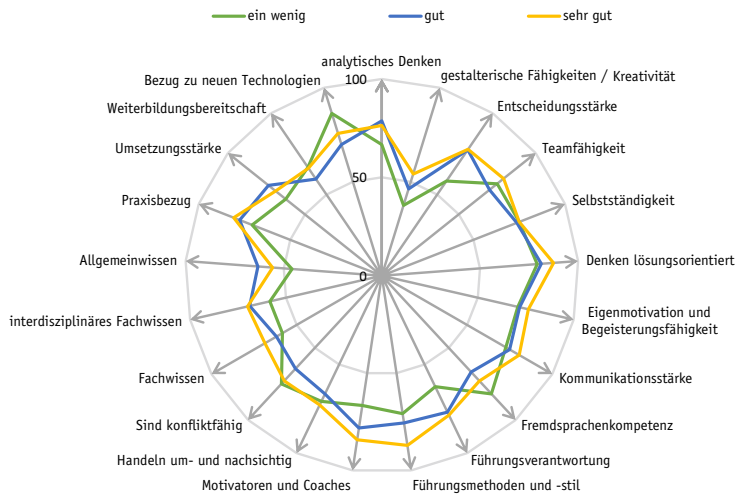 ein wenig
gut
sehr gut
analytisches Denken
gestalterische Fähigkeiten / Kreativität
Entscheidungsstärke
Teamfähigkeit
Selbstständigkeit
Denken lösungsorientiert
Eigenmotivation und
Begeisterungsfähigkeit
Kommunikationsstärke
Fremdsprachenkompetenz
Führungsverantwortung
Führungsmethoden und -stil
Motivatoren und Coaches
Handeln um- und nachsichtig
Sind konfliktfähig
Fachwissen
interdisziplinäres Fachwissen
Allgemeinwissen
Praxisbezug
Umsetzungsstärke
Weiterbildungsbereitschaft
Bezug zu neuen Technologien
100
50
0